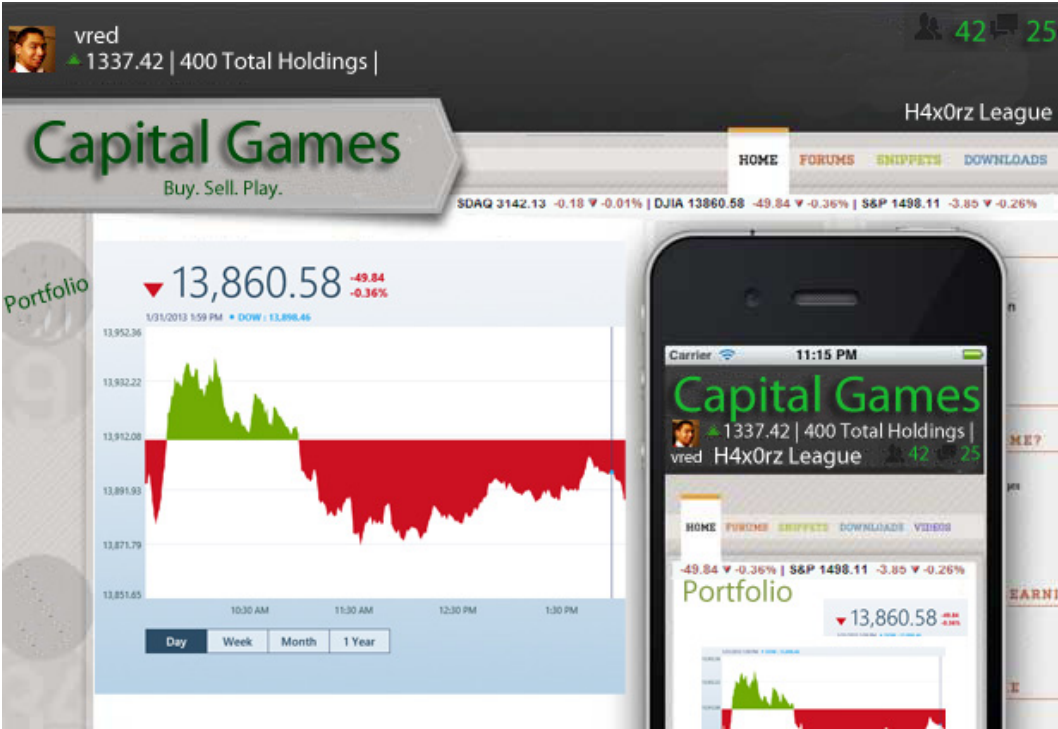 vred
1337.42 | 400 Total Holdings |
42 25
H4x0rz League
Capital Games
Buy. Sell. Play.
HOME FORUMS SNIPPETS DOWNLOADS
SDAQ 3142.13 -0.18 ▼ -0.01% | DJIA 13860.58 -49.84 ▼ -0.36% | S&P 1498.11 -3.85 ▼ -0.26%
Portfolio
▼ 13,860.58 -49.84
-0.36%
1/31/2013 1:59 PM • DOW : 13,898.46
13,952.36
13,932.22
13,912.08
13,891.93
13,871.79
13,851.65
10:30 AM 11:30 AM 12:30 PM 1:30 PM
Day Week Month 1 Year
Carrier 11:15 PM
Capital Games
1337.42 | 400 Total Holdings |
vred H4x0rz League 42 25
HOME FORUMS SNIPPETS DOWNLOADS VIDEOS
-49.84 ▼ -0.36% | S&P 1498.11 -3.85 ▼ -0.26%
Portfolio
▼ 13,860.58
ME?
EARNI